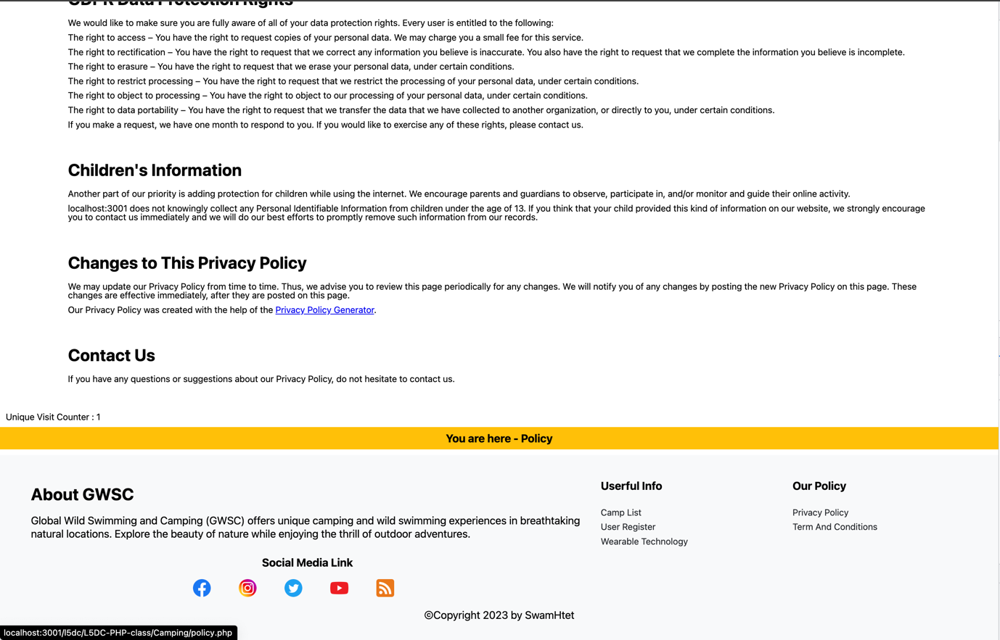 GDPR Data Protection Rights
We would like to make sure you are fully aware of all of your data protection rights. Every user is entitled to the following:
The right to access – You have the right to request copies of your personal data. We may charge you a small fee for this service.
The right to rectification – You have the right to request that we correct any information you believe is inaccurate. You also have the right to request that we complete the information you believe is incomplete.
The right to erasure – You have the right to request that we erase your personal data, under certain conditions.
The right to restrict processing – You have the right to request that we restrict the processing of your personal data, under certain conditions.
The right to object to processing – You have the right to object to our processing of your personal data, under certain conditions.
The right to data portability – You have the right to request that we transfer the data that we have collected to another organization, or directly to you, under certain conditions.
If you make a request, we have one month to respond to you. If you would like to exercise any of these rights, please contact us.
Children's Information
Another part of our priority is adding protection for children while using the internet. We encourage parents and guardians to observe, participate in, and/or monitor and guide their online activity.
localhost:3001 does not knowingly collect any Personal Identifiable Information from children under the age of 13. If you think that your child provided this kind of information on our website, we strongly encourage
you to contact us immediately and we will do our best efforts to promptly remove such information from our records.
Changes to This Privacy Policy
We may update our Privacy Policy from time to time. Thus, we advise you to review this page periodically for any changes. We will notify you of any changes by posting the new Privacy Policy on this page. These
changes are effective immediately, after they are posted on this page.
Our Privacy Policy was created with the help of the Privacy Policy Generator.
Contact Us
If you have any questions or suggestions about our Privacy Policy, do not hesitate to contact us.
Unique Visit Counter : 1
You are here - Policy
About GWSC
Global Wild Swimming and Camping (GWSC) offers unique camping and wild swimming experiences in breathtaking
natural locations. Explore the beauty of nature while enjoying the thrill of outdoor adventures.
Social Media Link
Userful Info
Camp List
User Register
Wearable Technology
Our Policy
Privacy Policy
Term And Conditions
©Copyright 2023 by SwamHtet
localhost:3001/l5dc/L5DC-PHP-class/Camping/policy.php